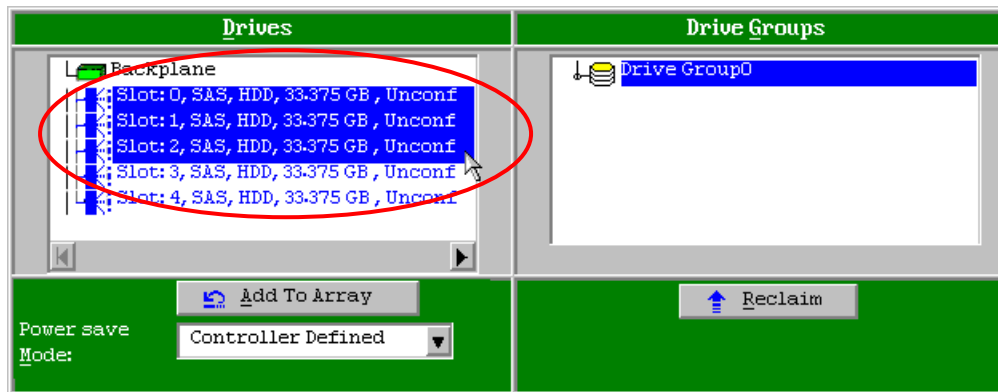 Drives
Backplane
Slot: 0, SAS, HDD, 33.375 GB , Unconf
Slot: 1, SAS, HDD, 33.375 GB , Unconf
Slot: 2, SAS, HDD, 33.375 GB , Unconf
Slot: 3, SAS, HDD, 33.375 GB , Unconf
Slot: 4, SAS, HDD, 33.375 GB , Unconf
Add To Array
Power save
Mode:
Controller Defined
Drive Groups
Drive Group0
Reclaim